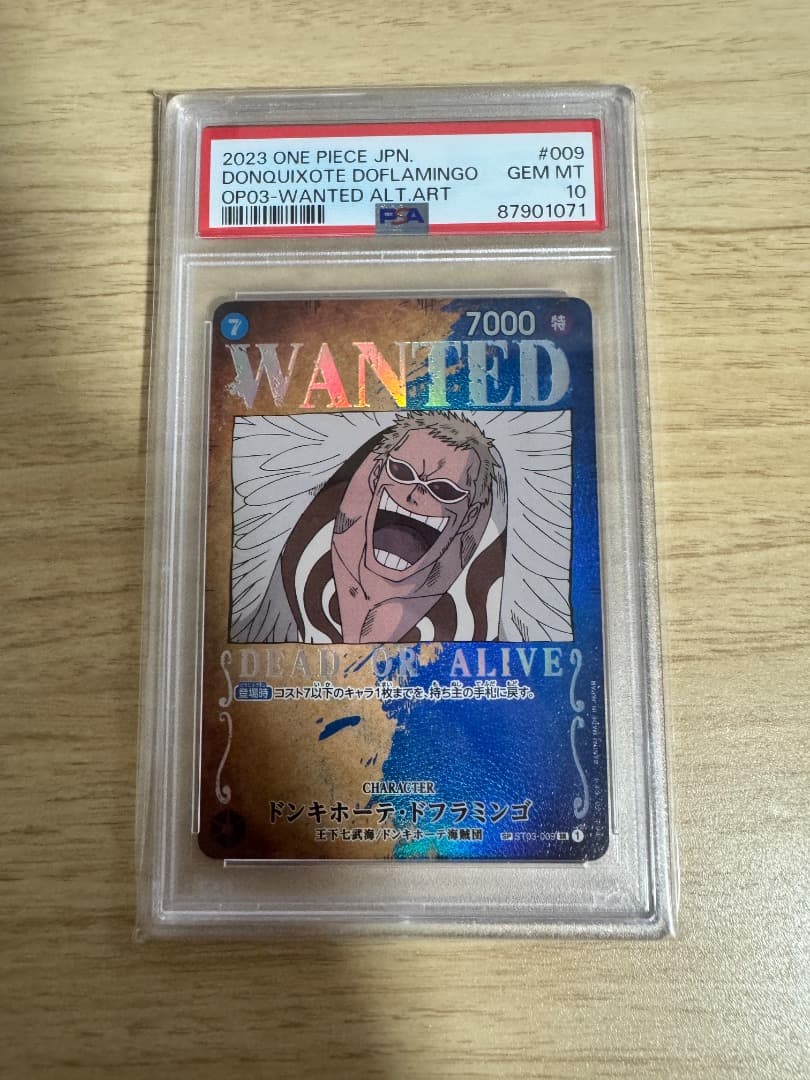 2023 ONE PIECE JPN.
#009
DONQUIXOTE DOFLAMINGO
GEM MT
OP03-WANTED ALT.ART
10
PSA
87901071
7
7000 特
WANTED
DEAD OR ALIVE
登場時 コスト7以下のキャラ1枚までを、持ち主の手札に戻す。
CHARACTER
ドンキホーテ・ドフラミンゴ
王下七武海/ドンキホーテ海賊団
SP ST03-009 SR 1